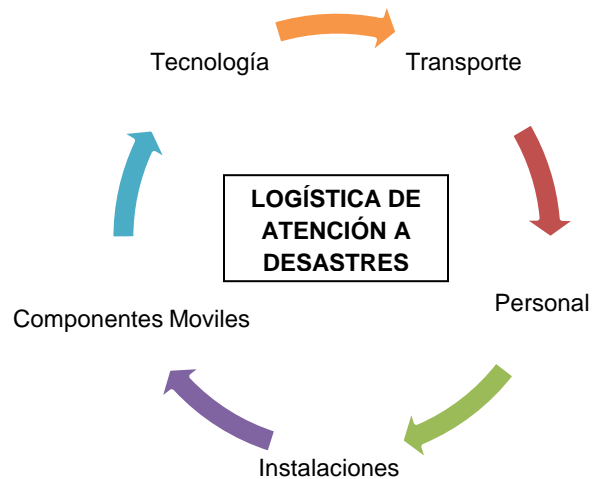 Tecnología
Transporte
LOGÍSTICA DE
ATENCIÓN A
DESASTRES
Personal
Componentes Moviles
Instalaciones